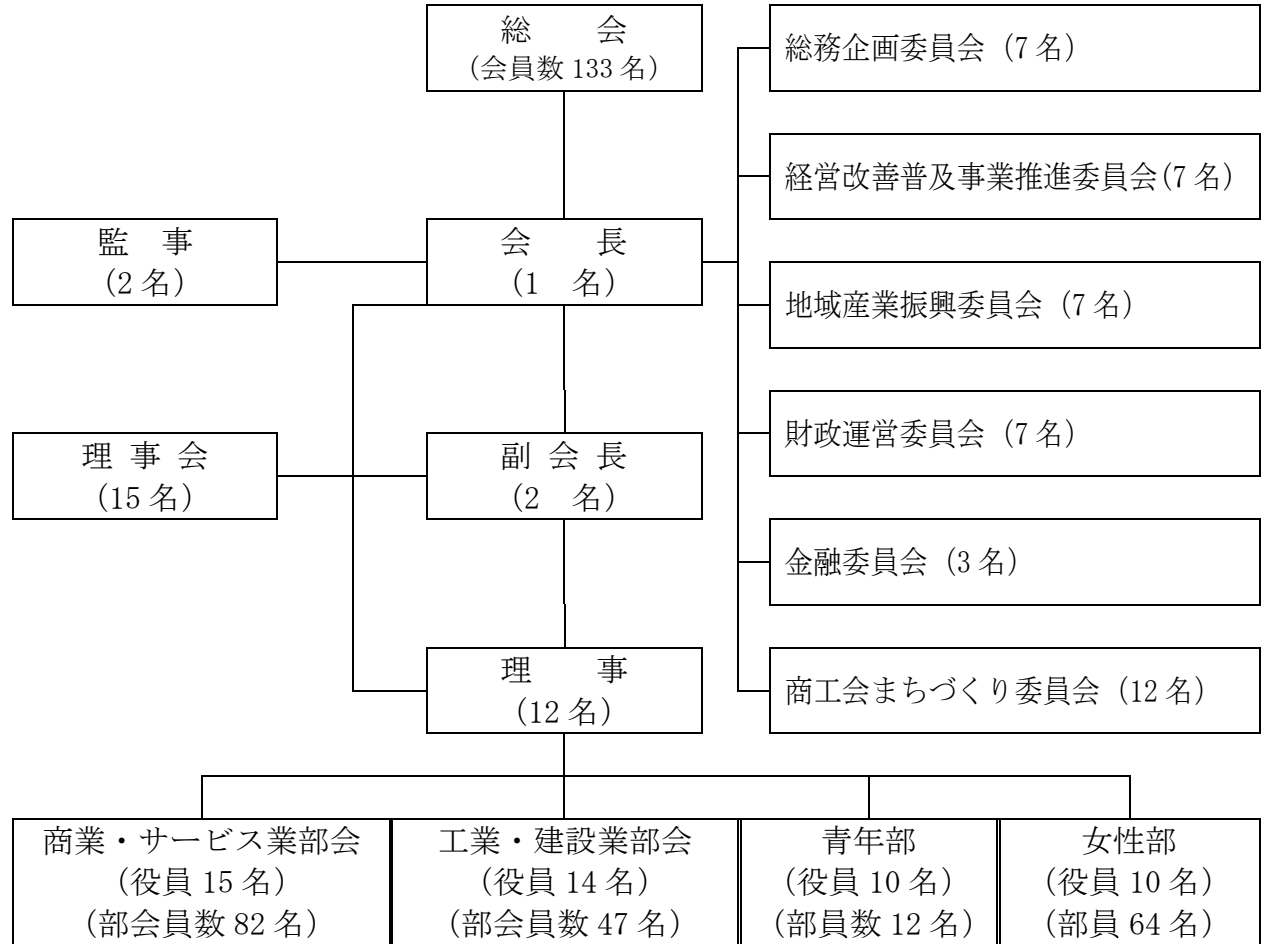 総　　会
（会員数 133 名）
総務企画委員会（7 名）
経営改善普及事業推進委員会（7 名）
監　事
（2 名）
会　　長
（1　名）
地域産業振興委員会（7 名）
理 事 会
（15 名）
副 会 長
（2　名）
財政運営委員会（7 名）
金融委員会（3 名）
理　　事
（12 名）
商工会まちづくり委員会（12 名）
商業・サービス業部会
（役員 15 名）
（部会員数 82 名）
工業・建設業部会
（役員 14 名）
（部会員数 47 名）
青年部
（役員 10 名）
（部員数 12 名）
女性部
（役員 10 名）
（部員 64 名）